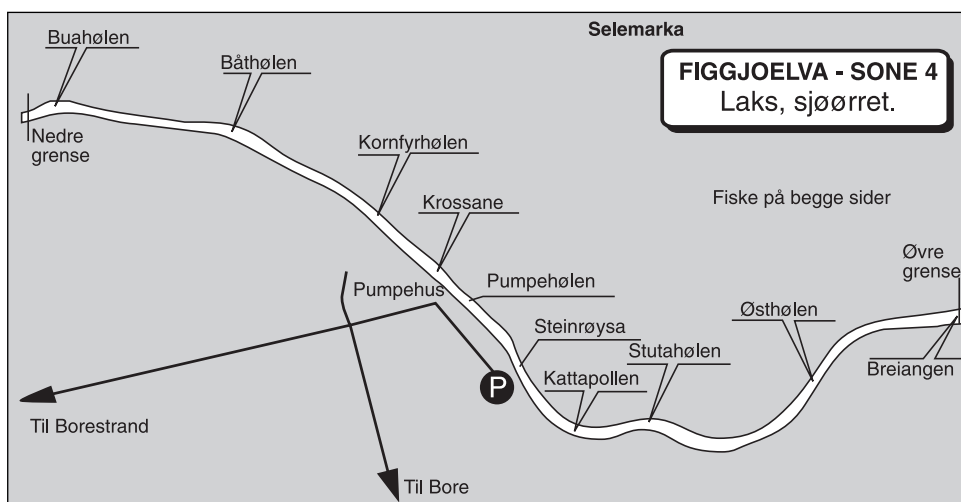 Selemarka
FIGGJOELVA - SONE 4
Laks, sjøørret.
Buahølen
Båthølen
Nedre
grense
Kornfyrhølen
Krossane
Fiske på begge sider
Øvre
grense
Pumpehølen
Pumpehus
Østhølen
Steinrøysa
Stutahølen
Breiangen
Kattapollen
P
Til Borestrand
Til Bore